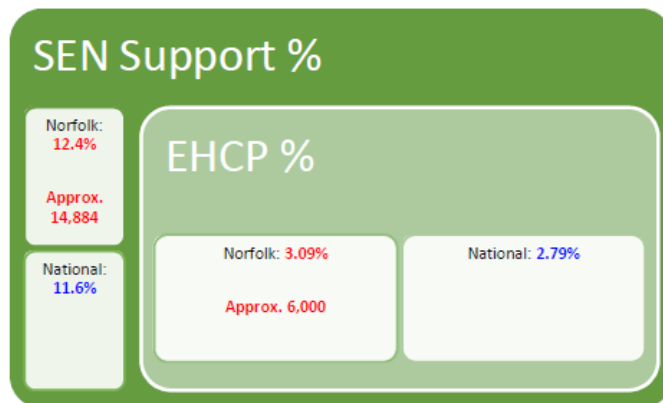 SEN Support %
Norfolk:
12.4%
Approx.
14,884
National:
11.6%
EHCP %
Norfolk: 3.09%
Approx. 6,000
National: 2.79%